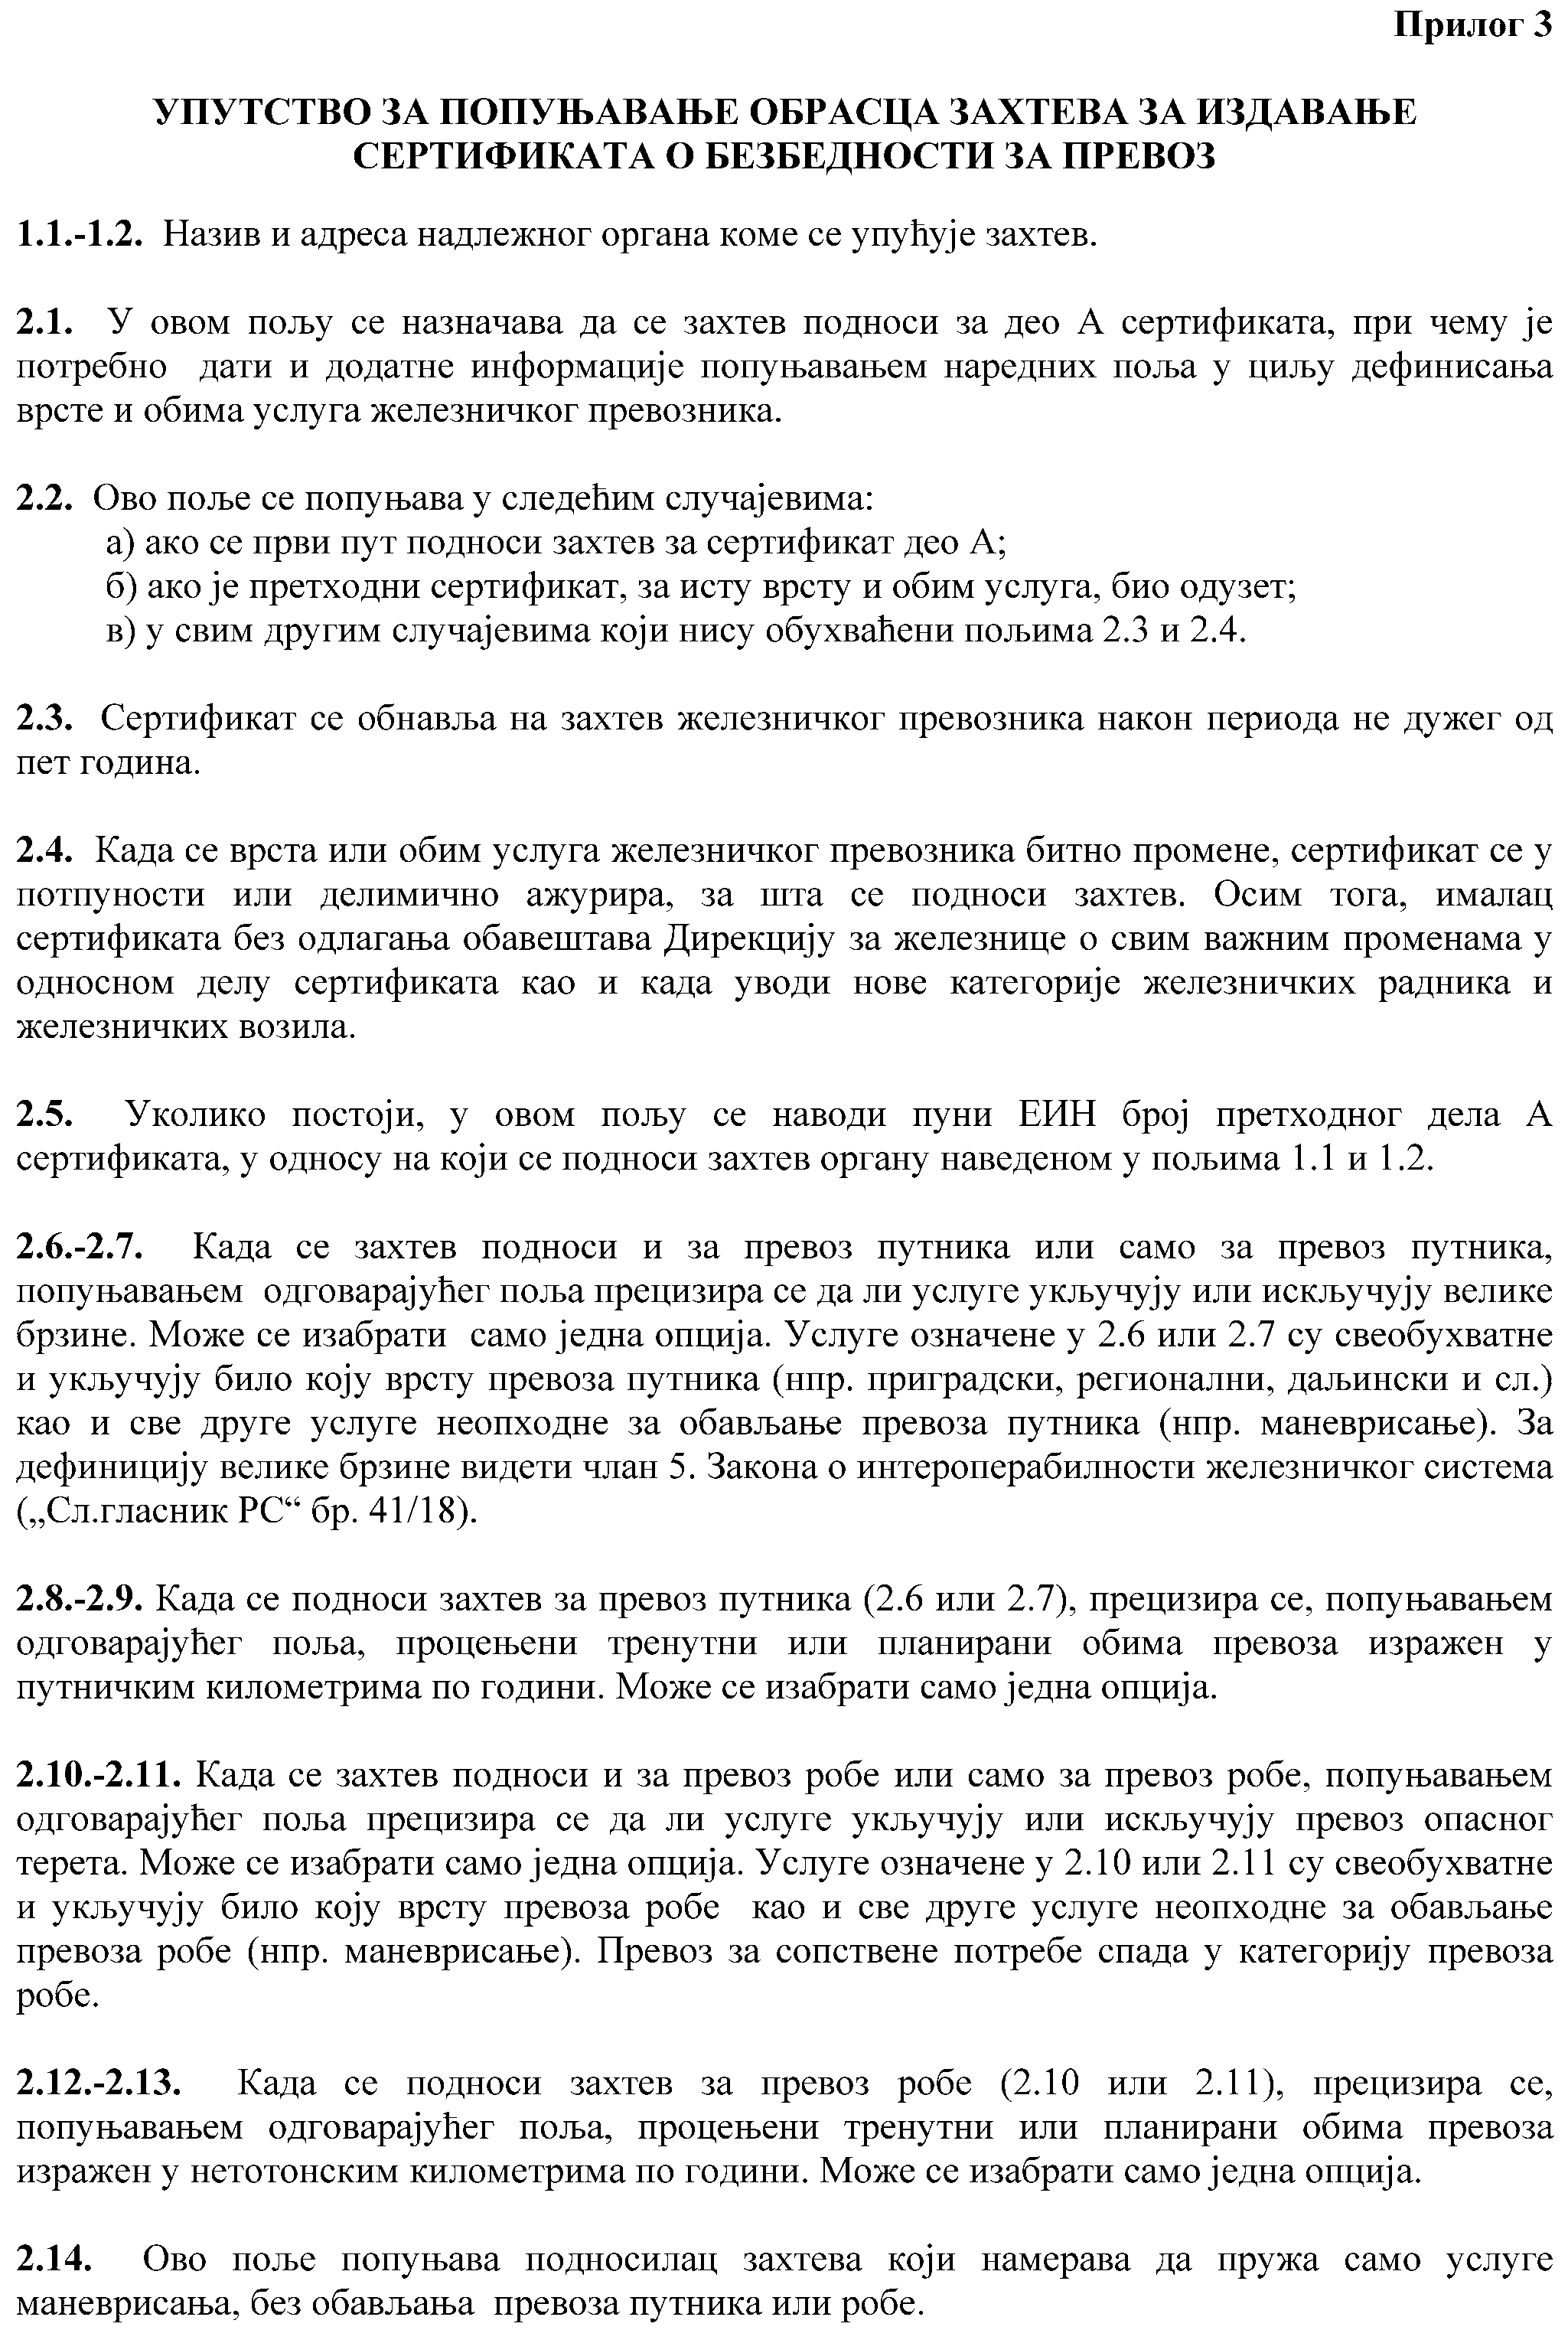 Прилог 3
УПУТСТВО ЗА ПОПУЊАВАЊЕ ОБРАСЦА ЗАХТЕВА ЗА ИЗДАВАЊЕ
СЕРТИФИКАТА О БЕЗБЕДНОСТИ ЗА ПРЕВОЗ
1.1.-1.2. Назив и адреса надлежног органа коме се упућује захтев.
2.1. У овом пољу се назначава да се захтев подноси за део А сертификата, при чему је
потребно дати и додатне информације попуњавањем наредних поља у циљу дефинисања
врсте и обима услуга железничког превозника.
2.2. Ово поље се попуњава у следећим случајевима:
а) ако се први пут подноси захтев за сертификат део А;
б) ако је претходни сертификат, за исту врсту и обим услуга, био одузет;
в) у свим другим случајевима који нису обухваћени пољима 2.3 и 2.4.
2.3. Сертификат се обнавља на захтев железничког превозника након периода не дужег од
пет година.
2.4. Када се врста или обим услуга железничког превозника битно промене, сертификат се у
потпуности или делимично ажурира, за шта се подноси захтев. Осим тога, ималац
сертификата без одлагања обавештава Дирекцију за железнице о свим важним променама у
односном делу сертификата као и када уводи нове категорије железничких радника и
железничких возила.
2.5. Уколико постоји, у овом пољу се наводи пуни ЕИН број претходног дела А
сертификата, у односу на који се подноси захтев органу наведеном у пољима 1.1 и 1.2.
2.6.-2.7. Када се захтев подноси и за превоз путника или само за превоз путника,
попуњавањем одговарајућег поља прецизира се да ли услуге укључују или искључују велике
брзине. Може се изабрати само једна опција. Услуге означене у 2.6 или 2.7 су свеобухватне
и укључују било коју врсту превоза путника (нпр. приградски, регионални, даљински и сл.)
као и све друге услуге неопходне за обављање превоза путника (нпр. маневрисање). За
дефиницију велике брзине видети члан 5. Закона о интероперабилности железничког система
(„Сл.гласник РС“ бр. 41/18).
2.8.-2.9. Када се подноси захтев за превоз путника (2.6 или 2.7), прецизира се, попуњавањем
одговарајућег поља, процењени тренутни или планирани обима превоза изражен у
путничким километрима по години. Може се изабрати само једна опција.
2.10.-2.11. Када се захтев подноси и за превоз робе или само за превоз робе, попуњавањем
одговарајућег поља прецизира се да ли услуге укључују или искључују превоз опасног
терета. Може се изабрати само једна опција. Услуге означене у 2.10 или 2.11 су свеобухватне
и укључују било коју врсту превоза робе као и све друге услуге неопходне за обављање
превоза робе (нпр. маневрисање). Превоз за сопствене потребе спада у категорију превоза
робе.
2.12.-2.13. Када се подноси захтев за превоз робе (2.10 или 2.11), прецизира се,
попуњавањем одговарајућег поља, процењени тренутни или планирани обима превоза
изражен у нетотонским километрима по години. Може се изабрати само једна опција.
2.14. Ово поље попуњава подносилац захтева који намерава да пружа само услуге
маневрисања, без обављања превоза путника или робе.